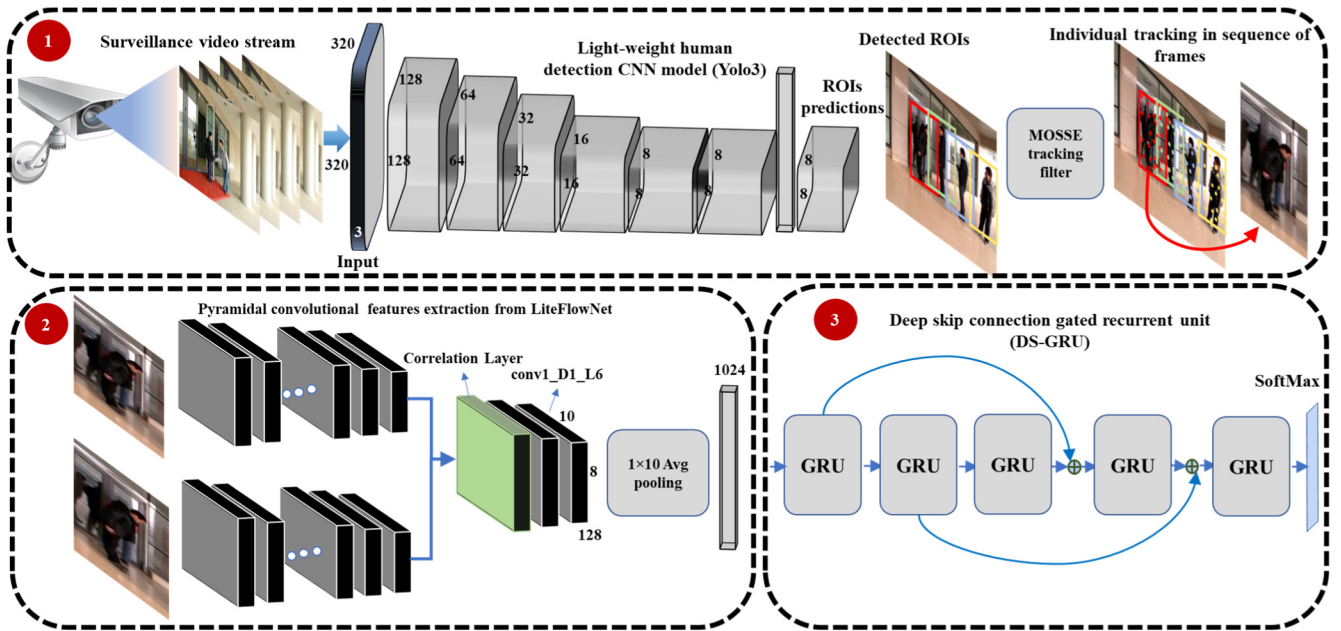 1
Surveillance video stream
320
320
3
Input
Light-weight human
detection CNN model (Yolo3)
128
128
64
64
32
32
16
16
8
8
8
8
ROIs
predictions
8
8
Detected ROIs
MOSSE
tracking
filter
Individual tracking in sequence of
frames
2
Pyramidal convolutional features extraction from LiteFlowNet
Correlation Layer
conv1_D1_L6
10
8
128
1×10 Avg
pooling
1024
3
Deep skip connection gated recurrent unit
(DS-GRU)
SoftMax
GRU
GRU
GRU
GRU
GRU